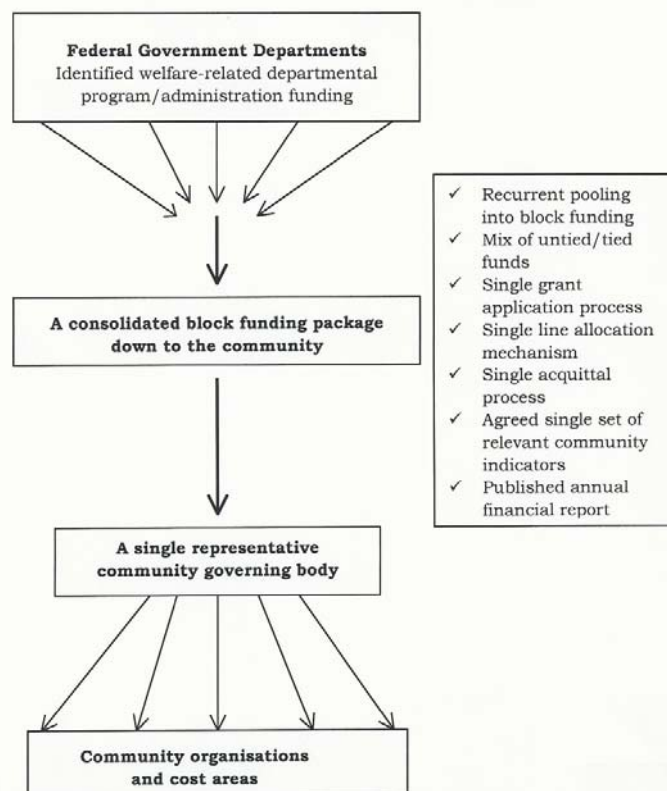 Federal Government Departments
Identified welfare-related departmental
program/administration funding
A consolidated block funding package
down to the community
A single representative
community governing body
Community organisations
and cost areas
✓ Recurrent pooling
into block funding
✓ Mix of untied/tied
funds
✓ Single grant
application process
✓ Single line allocation
mechanism
✓ Single acquittal
process
✓ Agreed single set of
relevant community
indicators
✓ Published annual
financial report